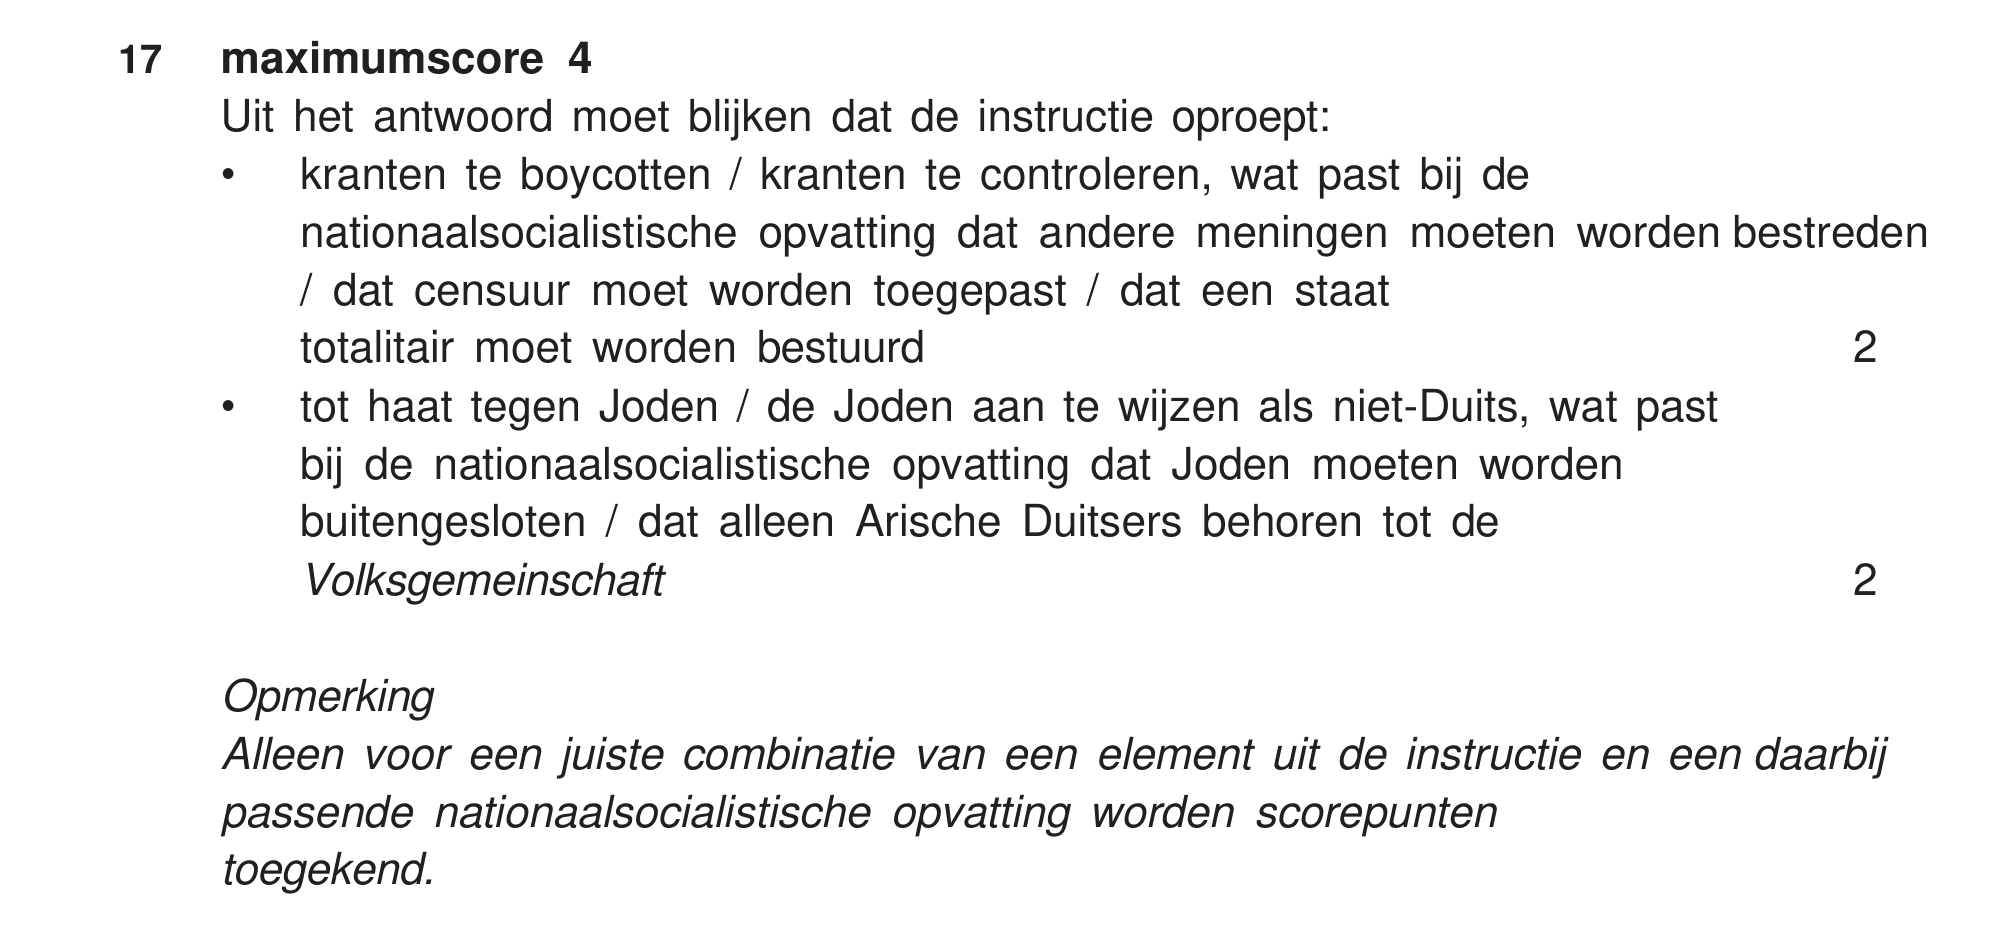 17 maximumscore 4
Uit het antwoord moet blijken dat de instructie oproept:
• kranten te boycotten / kranten te controleren, wat past bij de
nationaalsocialistische opvatting dat andere meningen moeten worden bestreden
/ dat censuur moet worden toegepast / dat een staat
totalitair moet worden bestuurd 2
• tot haat tegen Joden / de Joden aan te wijzen als niet-Duits, wat past
bij de nationaalsocialistische opvatting dat Joden moeten worden
buitengesloten / dat alleen Arische Duitsers behoren tot de
Volksgemeinschaft 2
Opmerking
Alleen voor een juiste combinatie van een element uit de instructie en een daarbij
passende nationaalsocialistische opvatting worden scorepunten
toegekend.